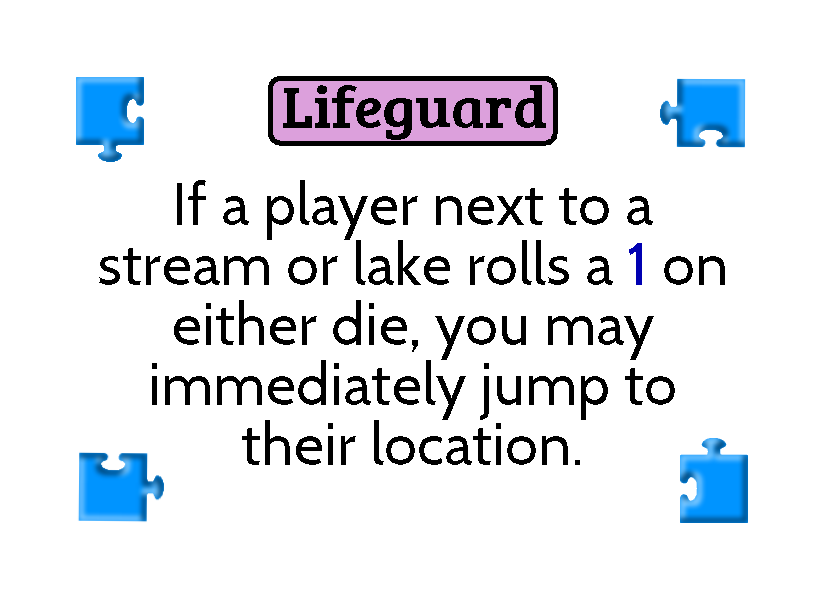 Lifeguard
If a player next to a
stream or lake rolls a 1 on
either die, you may
immediately jump to
their location.